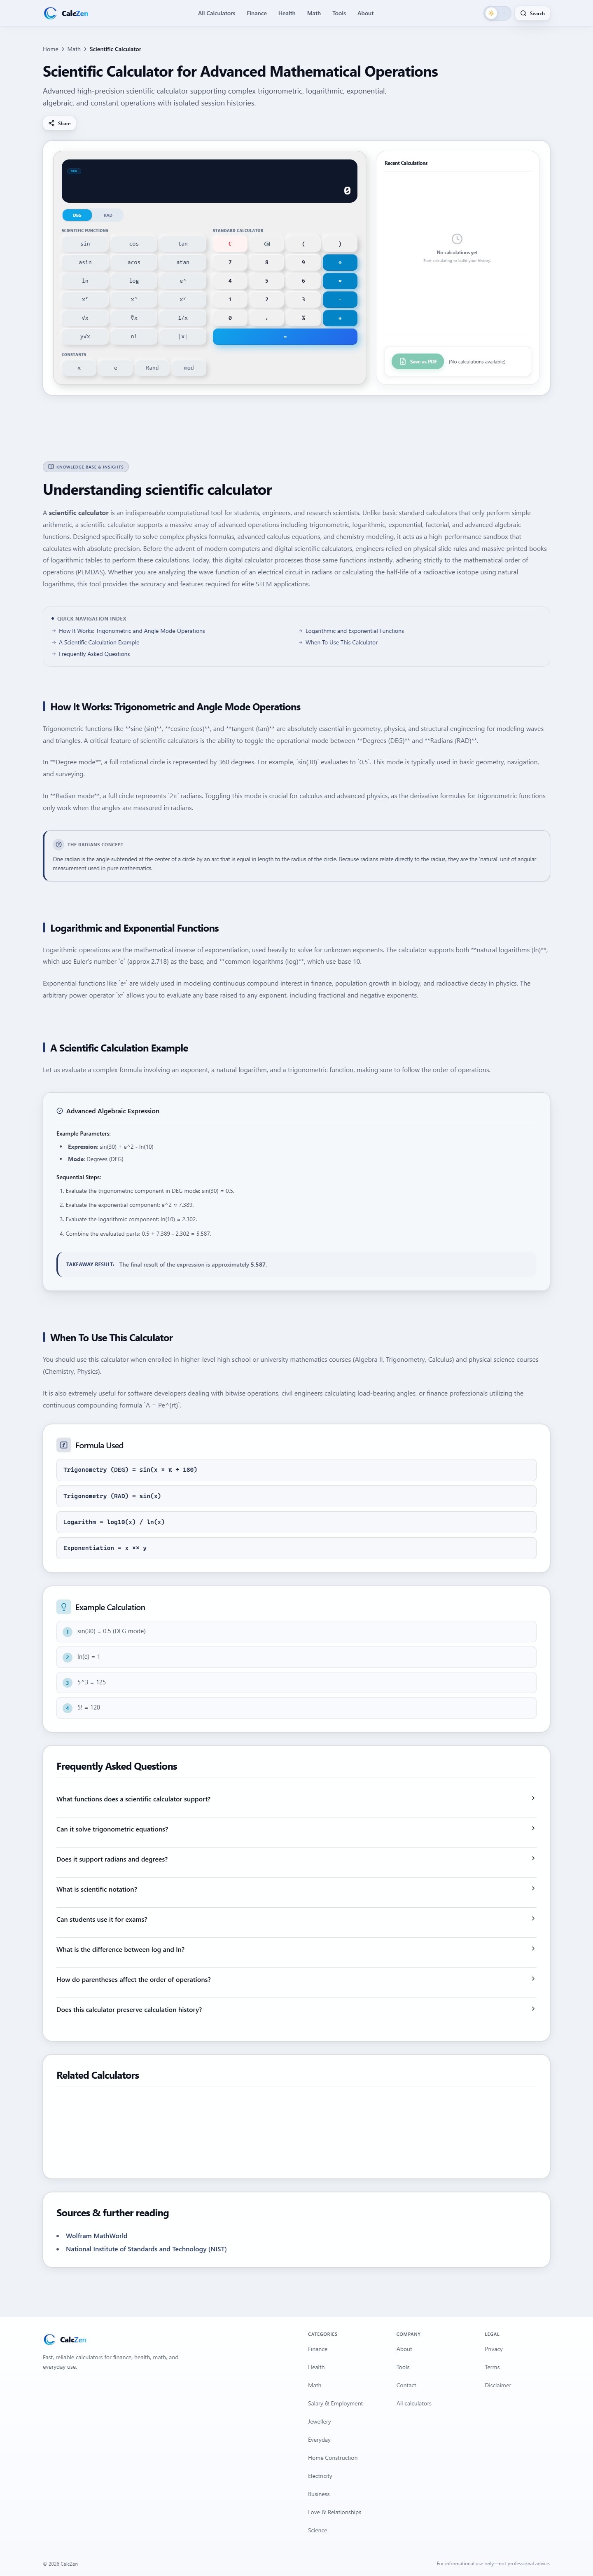 CalcZen
All Calculators
Finance
Health
Math
Tools
About
Search
Home > Math > Scientific Calculator
Scientific Calculator for Advanced Mathematical Operations
Advanced high-precision scientific calculator supporting complex trigonometric, logarithmic, exponential,
algebraic, and constant operations with isolated session histories.
Share
DEG
0
DEG
RAD
SCIENTIFIC FUNCTIONS
sin cos tan
asin acos atan
ln log
√x ∛x 1/x
y√x n! |x|
CONSTANTS
π e Rand mod
STANDARD CALCULATOR
C ( )
7 8 9
4 5 6
1 2 3 -
0 . %
=
Recent Calculations
No calculations yet
Start calculating to build your history.
Save as PDF
(No calculations available)
KNOWLEDGE BASE & INSIGHTS
Understanding scientific calculator
A scientific calculator is an indispensable computational tool for students, engineers, and research scientists. Unlike basic standard calculators that only perform simple
arithmetic, a scientific calculator supports a massive array of advanced operations including trigonometric, logarithmic, exponential, factorial, and advanced algebraic
functions. Designed specifically to solve complex physics formulas, advanced calculus equations, and chemistry modeling, it acts as a high-performance sandbox that
calculates with absolute precision. Before the advent of modern computers and digital scientific calculators, engineers relied on physical slide rules and massive printed books
of logarithmic tables to perform these calculations. Today, this digital calculator processes those same functions instantly, adhering strictly to the mathematical order of
operations (PEMDAS). Whether you are analyzing the wave function of an electrical circuit in radians or calculating the half-life of a radioactive isotope using natural
logarithms, this tool provides the accuracy and features required for elite STEM applications.
QUICK NAVIGATION INDEX
→ How It Works: Trigonometric and Angle Mode Operations
→ Logarithmic and Exponential Functions
→ A Scientific Calculation Example
→ When To Use This Calculator
→ Frequently Asked Questions
How It Works: Trigonometric and Angle Mode Operations
Trigonometric functions like **sine (sin)**, **cosine (cos)**, and **tangent (tan)** are absolutely essential in geometry, physics, and structural engineering for modeling waves
and triangles. A critical feature of scientific calculators is the ability to toggle the operational mode between **Degrees (DEG)** and **Radians (RAD)**.
In **Degree mode**, a full rotational circle is represented by 360 degrees. For example, `sin(30)` evaluates to `0.5`. This mode is typically used in basic geometry, navigation,
and surveying.
In **Radian mode**, a full circle represents `2π` radians. Toggling this mode is crucial for calculus and advanced physics, as the derivative formulas for trigonometric functions
only work when the angles are measured in radians.
THE RADIANS CONCEPT
One radian is the angle subtended at the center of a circle by an arc that is equal in length to the radius of the circle. Because radians relate directly to the radius, they are the 'natural' unit of angular
measurement used in pure mathematics.
Logarithmic and Exponential Functions
Logarithmic operations are the mathematical inverse of exponentiation, used heavily to solve for unknown exponents. The calculator supports both **natural logarithms (ln)**,
which use Euler's number `e` (approx 2.718) as the base, and **common logarithms (log)**, which use base 10.
Exponential functions like `eˣ` are widely used in modeling continuous compound interest in finance, population growth in biology, and radioactive decay in physics. The
arbitrary power operator `xʸ` allows you to evaluate any base raised to any exponent, including fractional and negative exponents.
A Scientific Calculation Example
Let us evaluate a complex formula involving an exponent, a natural logarithm, and a trigonometric function, making sure to follow the order of operations.
Advanced Algebraic Expression
Example Parameters:
• Expression: sin(30) + e^2 - ln(10)
• Mode: Degrees (DEG)
Sequential Steps:
1. Evaluate the trigonometric component in DEG mode: sin(30) = 0.5.
2. Evaluate the exponential component: e^2 ≈ 7.389.
3. Evaluate the logarithmic component: ln(10) ≈ 2.302.
4. Combine the evaluated parts: 0.5 + 7.389 - 2.302 = 5.587.
TAKEAWAY RESULT: The final result of the expression is approximately 5.587.
When To Use This Calculator
You should use this calculator when enrolled in higher-level high school or university mathematics courses (Algebra II, Trigonometry, Calculus) and physical science courses
(Chemistry, Physics).
It is also extremely useful for software developers dealing with bitwise operations, civil engineers calculating load-bearing angles, or finance professionals utilizing the
continuous compounding formula `A = Pe^(rt)`.
Formula Used
Trigonometry (DEG) = sin(x × π ÷ 180)
Trigonometry (RAD) = sin(x)
Logarithm = log10(x) / ln(x)
Exponentiation = x ** y
Example Calculation
1 sin(30) = 0.5 (DEG mode)
2 ln(e) = 1
3 5^3 = 125
4 5! = 120
Frequently Asked Questions
What functions does a scientific calculator support?
Can it solve trigonometric equations?
Does it support radians and degrees?
What is scientific notation?
Can students use it for exams?
What is the difference between log and ln?
How do parentheses affect the order of operations?
Does this calculator preserve calculation history?
Related Calculators
Sources & further reading
• Wolfram MathWorld
• National Institute of Standards and Technology (NIST)
CalcZen
Fast, reliable calculators for finance, health, math, and
everyday use.
CATEGORIES
Finance
Health
Math
Salary & Employment
Jewellery
Everyday
Home Construction
Electricity
Business
Love & Relationships
Science
COMPANY
About
Tools
Contact
All calculators
LEGAL
Privacy
Terms
Disclaimer
© 2026 CalcZen
For informational use only—not professional advice.